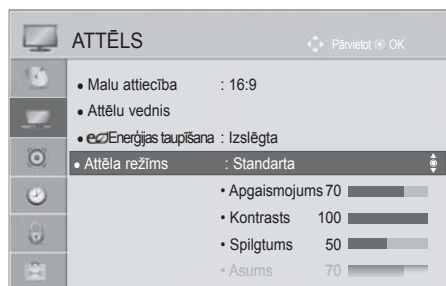 ATTĒLS
Pārvietot OK
• Malu attiecība : 16:9
• Attēlu vednis
• eco Enerģijas taupīšana : Izslēgta
• Attēla režīms : Standarta
• Apgaismojums 70
• Kontrasts 100
• Spilgtums 50
• Asums 70